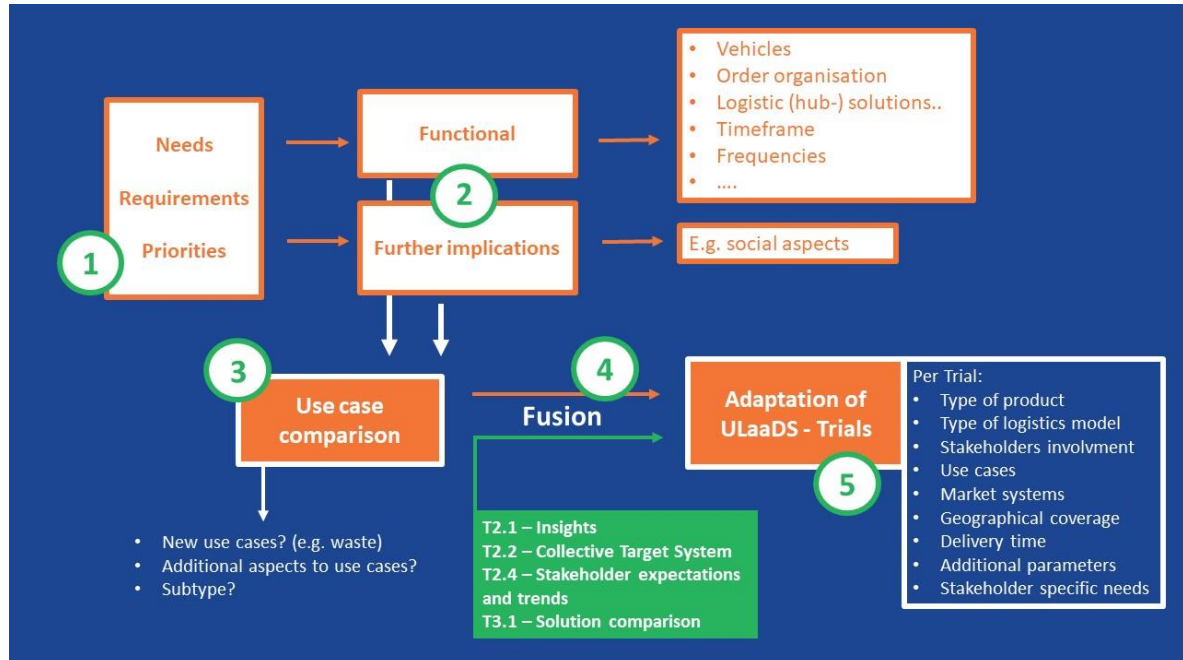 Needs
Requirements
Priorities
1
Functional
2
Further implications
• Vehicles
• Order organisation
• Logistic (hub-) solutions..
• Timeframe
• Frequencies
• ....
E.g. social aspects
3
Use case
comparison
• New use cases? (e.g. waste)
• Additional aspects to use cases?
• Subtype?
4
Fusion
T2.1 – Insights
T2.2 – Collective Target System
T2.4 – Stakeholder expectations
and trends
T3.1 – Solution comparison
Adaptation of
ULaaDS - Trials
5
Per Trial:
• Type of product
• Type of logistics model
• Stakeholders involvment
• Use cases
• Market systems
• Geographical coverage
• Delivery time
• Additional parameters
• Stakeholder specific needs